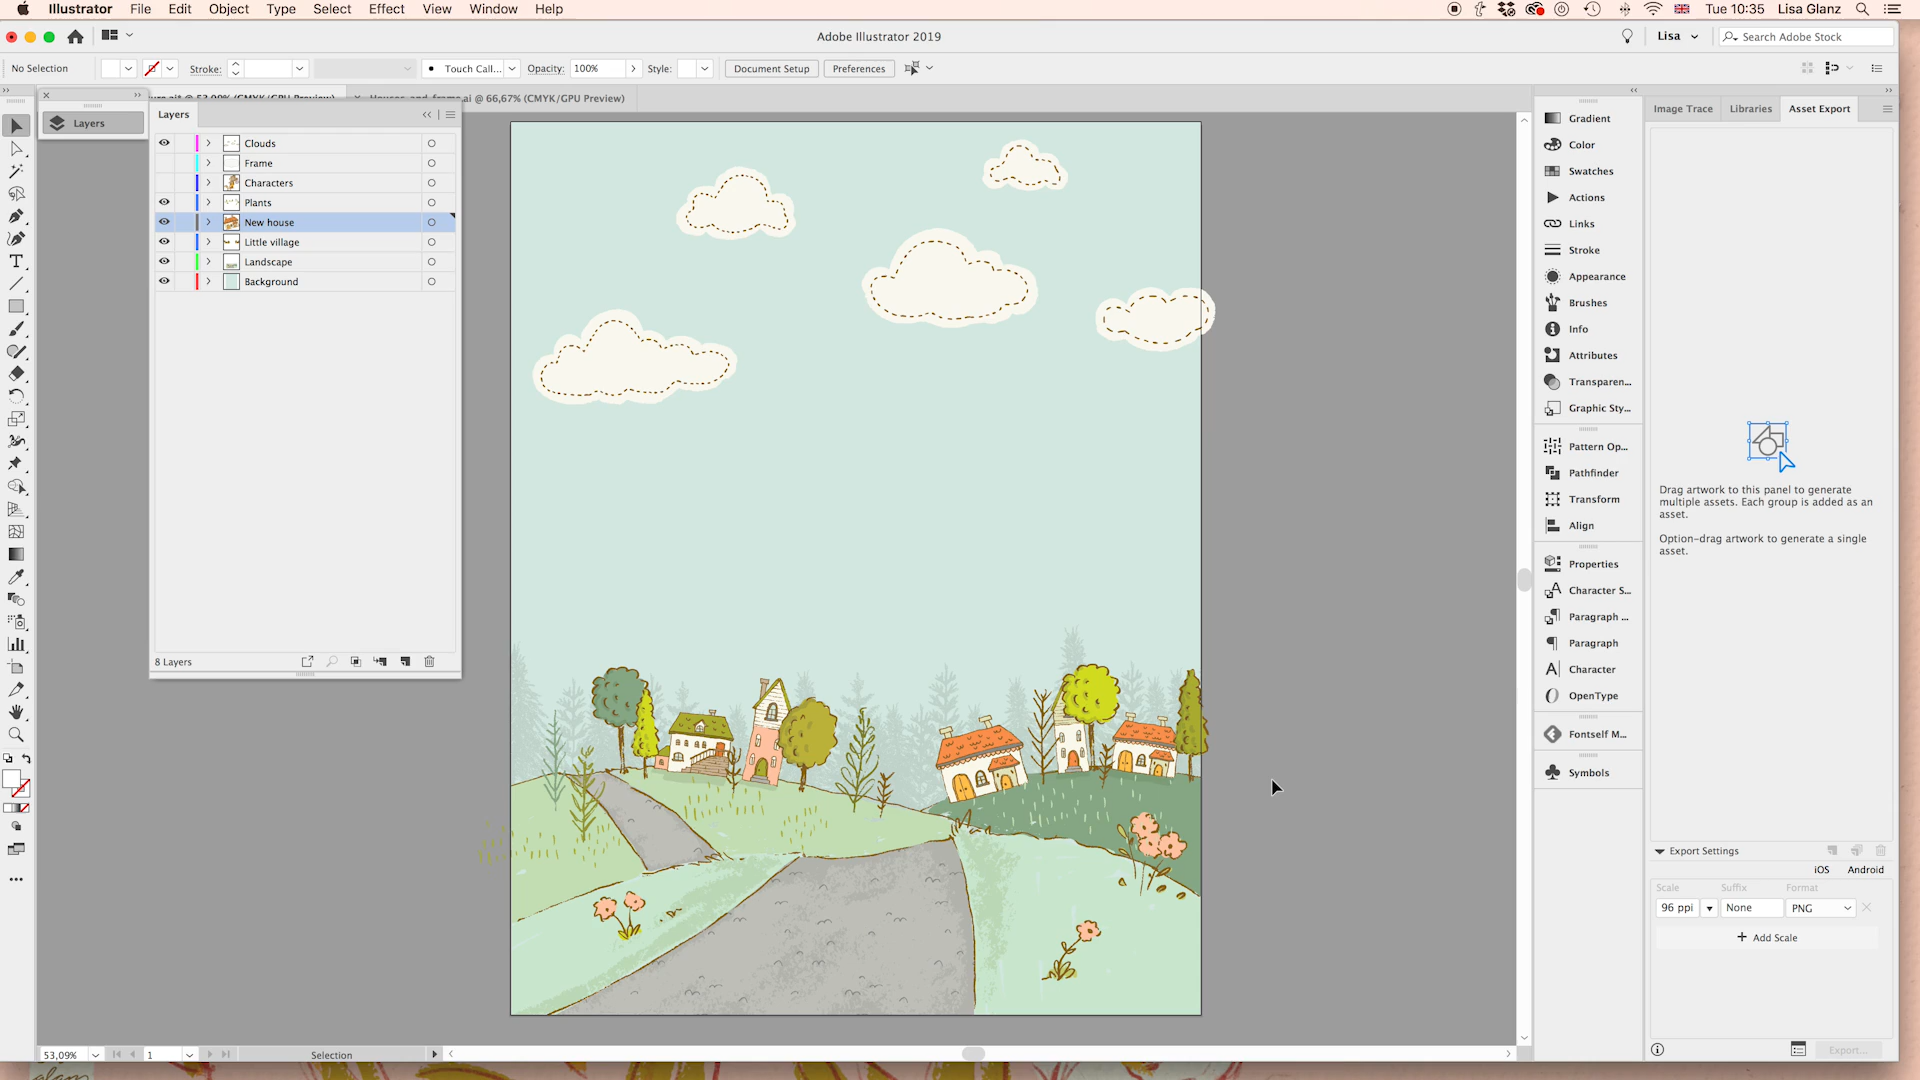 Illustrator File Edit Object Type Select Effect View Window Help Tue 10:35 Lisa Glanz
Adobe Illustrator 2019 Lisa Search Adobe Stock
No Selection Stroke: Touch Call... Opacity: 100% Style: Document Setup Preferences
Houses and frame.ai @ 66,67% (CMYK/GPU Preview)
Layers
Layers
Clouds
Frame
Characters
Plants
New house
Little village
Landscape
Background
8 Layers
53,09% 1 Selection
Gradient
Color
Swatches
Actions
Links
Stroke
Appearance
Brushes
Info
Attributes
Transparen...
Graphic Sty...
Pattern Op...
Pathfinder
Transform
Align
Properties
Character S...
Paragraph ...
Paragraph
Character
OpenType
Fontself M...
Symbols
Image Trace Libraries Asset Export
Drag artwork to this panel to generate
multiple assets. Each group is added as an
asset.
Option-drag artwork to generate a single
asset.
Export Settings
iOS Android
Scale Suffix Format
96 ppi None PNG
+ Add Scale
Export...